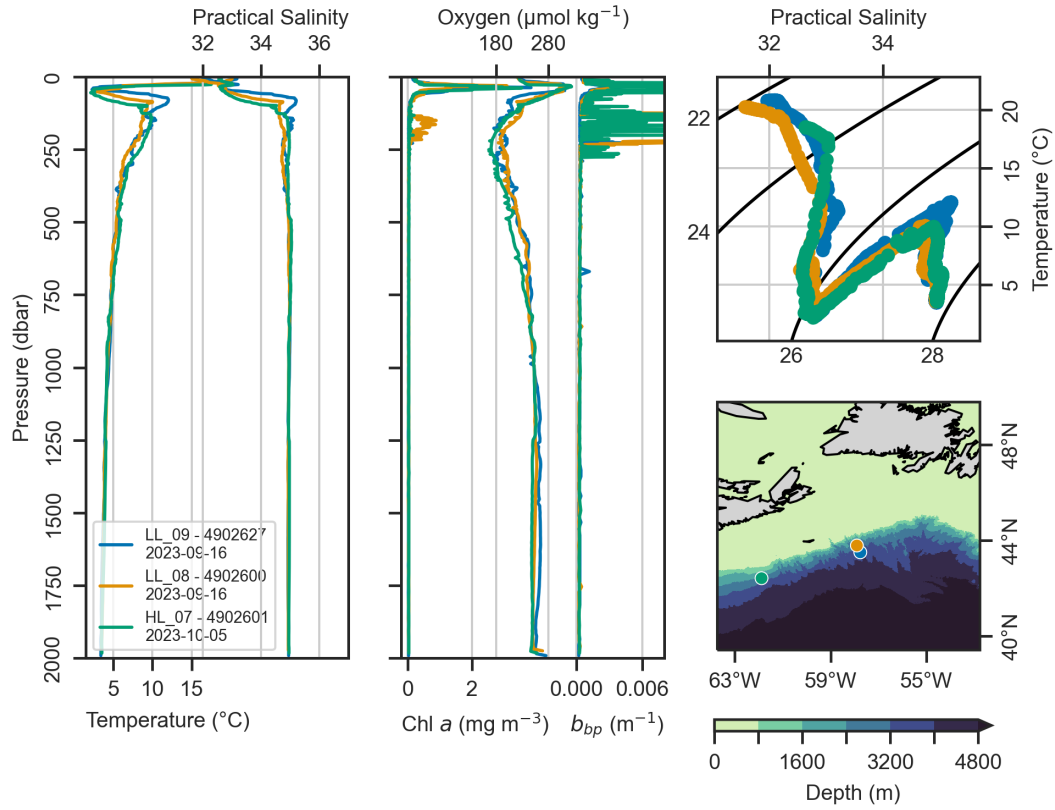 Practical Salinity
32 34 36
Oxygen (µmol kg⁻¹)
180 280
Practical Salinity
32 34
0
250
500
750
1000
1250
1500
1750
2000
Pressure (dbar)
LL_09 - 4902627
2023-09-16
LL_08 - 4902600
2023-09-16
HL_07 - 4902601
2023-10-05
5 10 15
Temperature (°C)
0 2
Chl a (mg m⁻³)
0.000 0.006
b_bp (m⁻¹)
22
24
26 28
20
15
10
5
Temperature (°C)
48°N
44°N
40°N
63°W 59°W 55°W
0 1600 3200 4800
Depth (m)